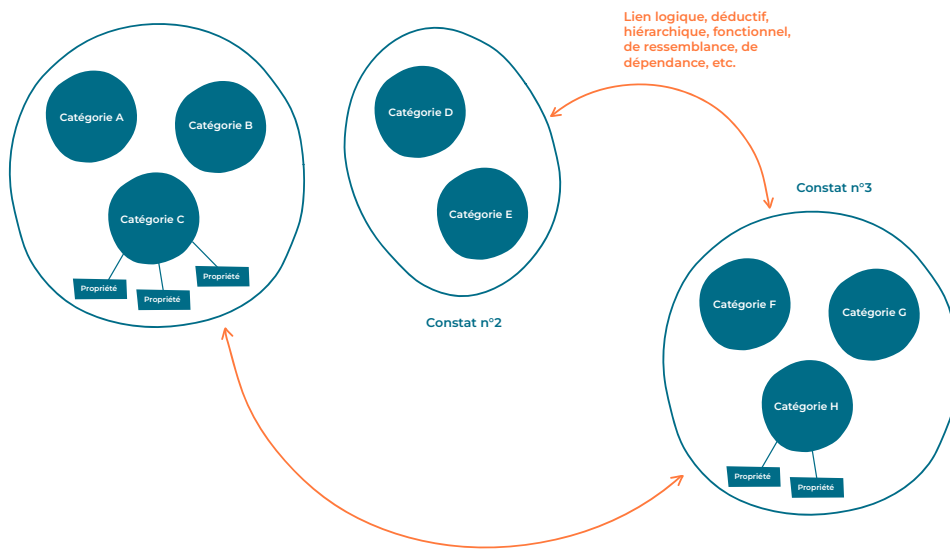 Lien logique, déductif,
hiérarchique, fonctionnel,
de ressemblance, de
dépendance, etc.
Catégorie A
Catégorie B
Catégorie C
Propriété
Propriété
Propriété
Catégorie D
Catégorie E
Constat n°2
Constat n°3
Catégorie F
Catégorie G
Catégorie H
Propriété
Propriété